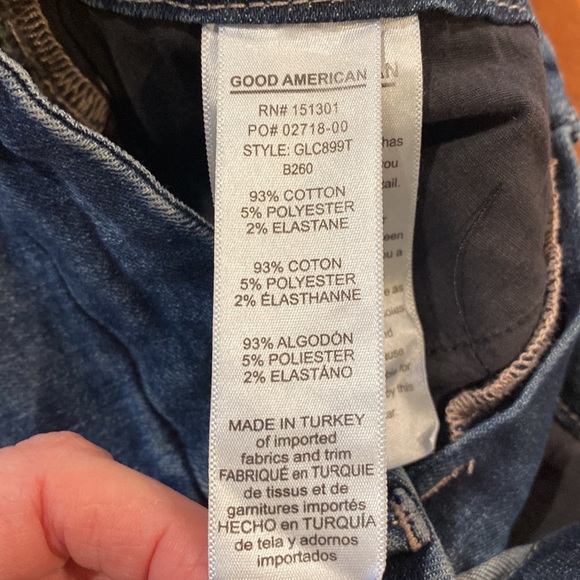 GOOD AMERICAN
RN# 151301
PO# 02718-00
STYLE: GLC899T
B260
93% COTTON
5% POLYESTER
2% ELASTANE
93% COTON
5% POLYESTER
2% ÉLASTHANNE
93% ALGODÓN
5% POLIESTER
2% ELASTÁNO
MADE IN TURKEY
of imported
fabrics and trim
FABRIQUÉ en TURQUIE
de tissus et de
garnitures importés
HECHO en TURQUÍA
de tela y adornos
importados
has